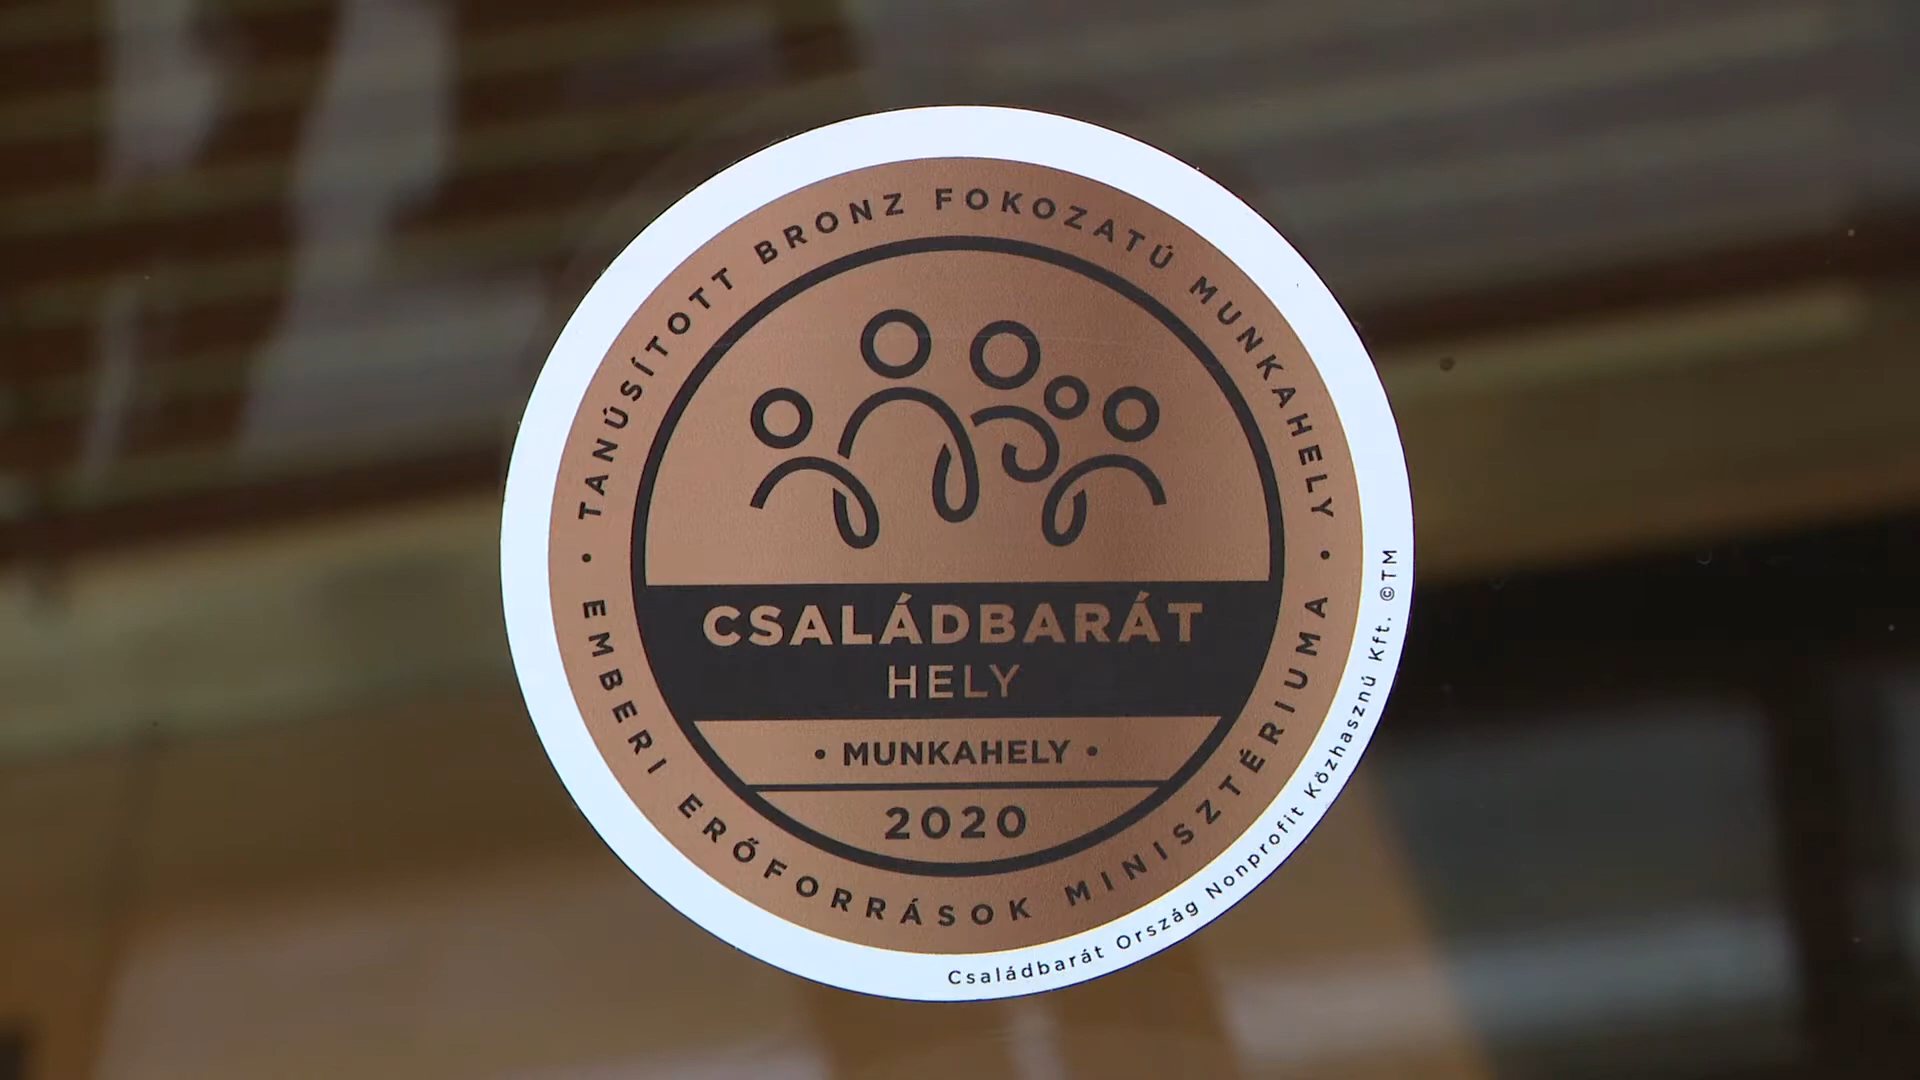 TANÚSÍTOTT BRONZ FOKOZATÚ MUNKAHELY
CSALÁDBARÁT
HELY
• MUNKAHELY •
2020
• EMBERI ERŐFORRÁSOK MINISZTÉRIUMA •
Családbarát Ország Nonprofit Közhasznú Kft. ©TM